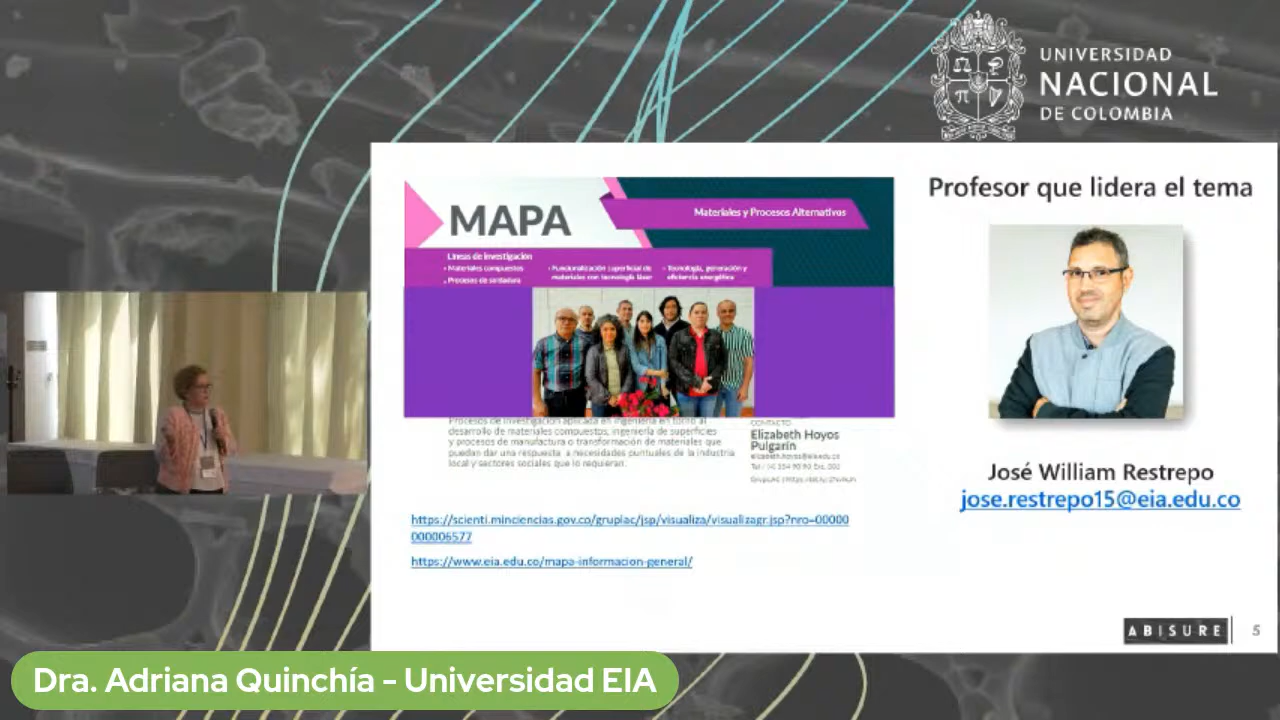 UNIVERSIDAD
NACIONAL
DE COLOMBIA
MAPA
Materiales y Procesos Alternativos
Líneas de investigación
• Materiales compuestos
• Procesos de soldadura
• Funcionalización superficial de
materiales con tecnología láser
• Tecnología, generación y
eficiencia energética
Procesos de investigación aplicada en ingeniería en torno al
desarrollo de materiales compuestos, ingeniería de superficies
y procesos de manufactura o transformación de materiales que
puedan dar una respuesta a necesidades puntuales de la industria
local y sectores sociales que lo requieran.
CONTACTO
Elizabeth Hoyos
Pulgarín
https://scienti.minciencias.gov.co/gruplac/jsp/visualiza/visualizagr.jsp?nro=00000
000006577
https://www.eia.edu.co/mapa-informacion-general/
Profesor que lidera el tema
José William Restrepo
jose.restrepo15@eia.edu.co
ABISURE
5
Dra. Adriana Quinchía - Universidad EIA